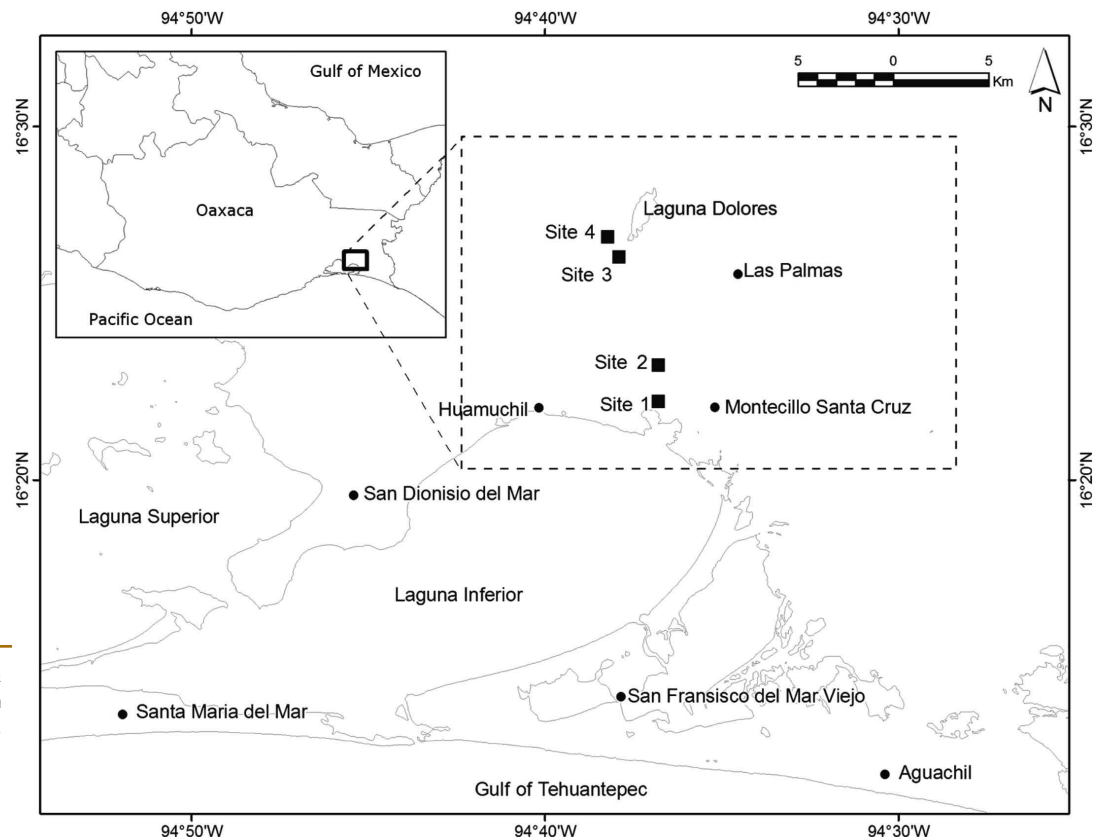 94°50'W
94°40'W
94°30'W
Gulf of Mexico
5
0
5
Km
N
16°30'N
16°30'N
Oaxaca
Laguna Dolores
Site 4
Site 3
Las Palmas
Pacific Ocean
Site 2
Site 1
Huamuchil
Montecillo Santa Cruz
16°20'N
16°20'N
San Dionisio del Mar
Laguna Superior
Laguna Inferior
San Fransisco del Mar Viejo
Santa Maria del Mar
Aguachil
Gulf of Tehuantepec
94°50'W
94°40'W
94°30'W